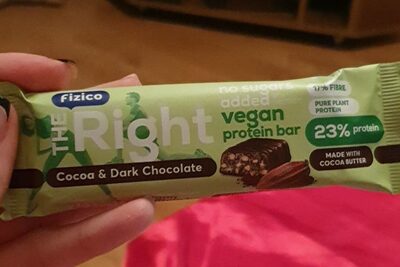 fizico
THE Right
no sugars
added
vegan
protein bar
17% FIBRE
PURE PLANT
PROTEIN
23% protein
MADE WITH
COCOA BUTTER
Cocoa & Dark Chocolate